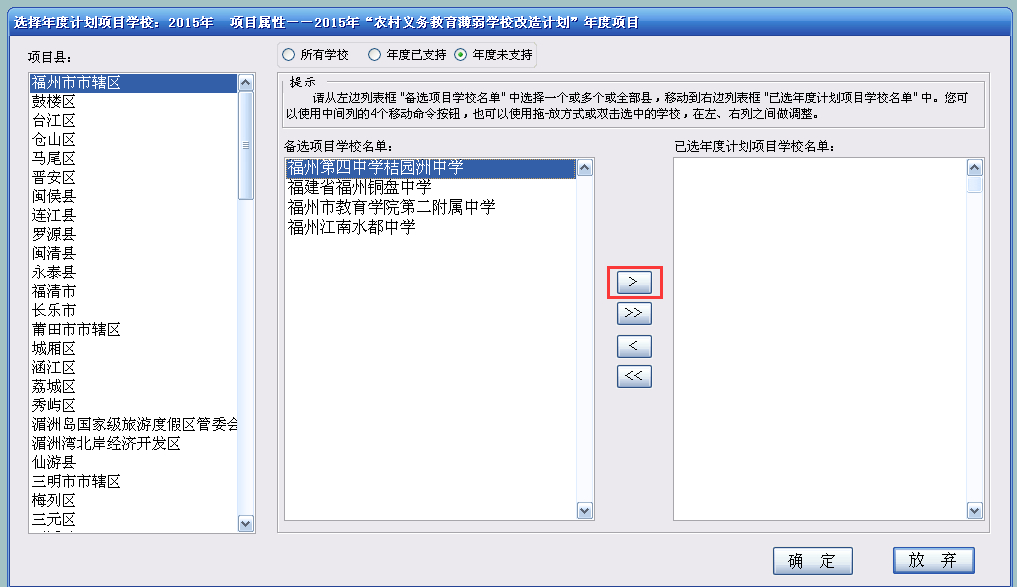 选择年度计划项目学校：2015年　项目属性——2015年“农村义务教育薄弱学校改造计划”年度项目
项目县：
福州市市辖区
鼓楼区
台江区
仓山区
马尾区
晋安区
闽侯县
连江县
罗源县
闽清县
永泰县
福清市
长乐市
莆田市市辖区
城厢区
涵江区
荔城区
秀屿区
湄洲岛国家级旅游度假区管委会
湄洲湾北岸经济开发区
仙游县
三明市市辖区
梅列区
三元区
所有学校　年度已支持　年度未支持
提示
请从左边列表框"备选项目学校名单"中选择一个或多个或全部县，移动到右边列表框"已选年度计划项目学校名单"中。您可
以使用中间列的4个移动命令按钮，也可以使用拖-放方式或双击选中的学校，在左、右列之间做调整。
备选项目学校名单：
福州第四中学桔园洲中学
福建省福州铜盘中学
福州市教育学院第二附属中学
福州江南水都中学
>
>>
<
<<
已选年度计划项目学校名单：
确　定
放　弃